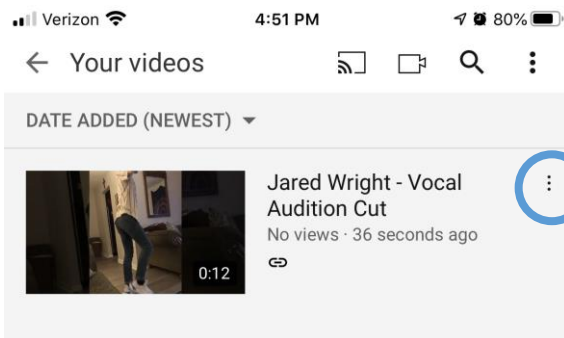 Verizon 4:51 PM 80%
Your videos
DATE ADDED (NEWEST)
Jared Wright - Vocal
Audition Cut
No views · 36 seconds ago
0:12